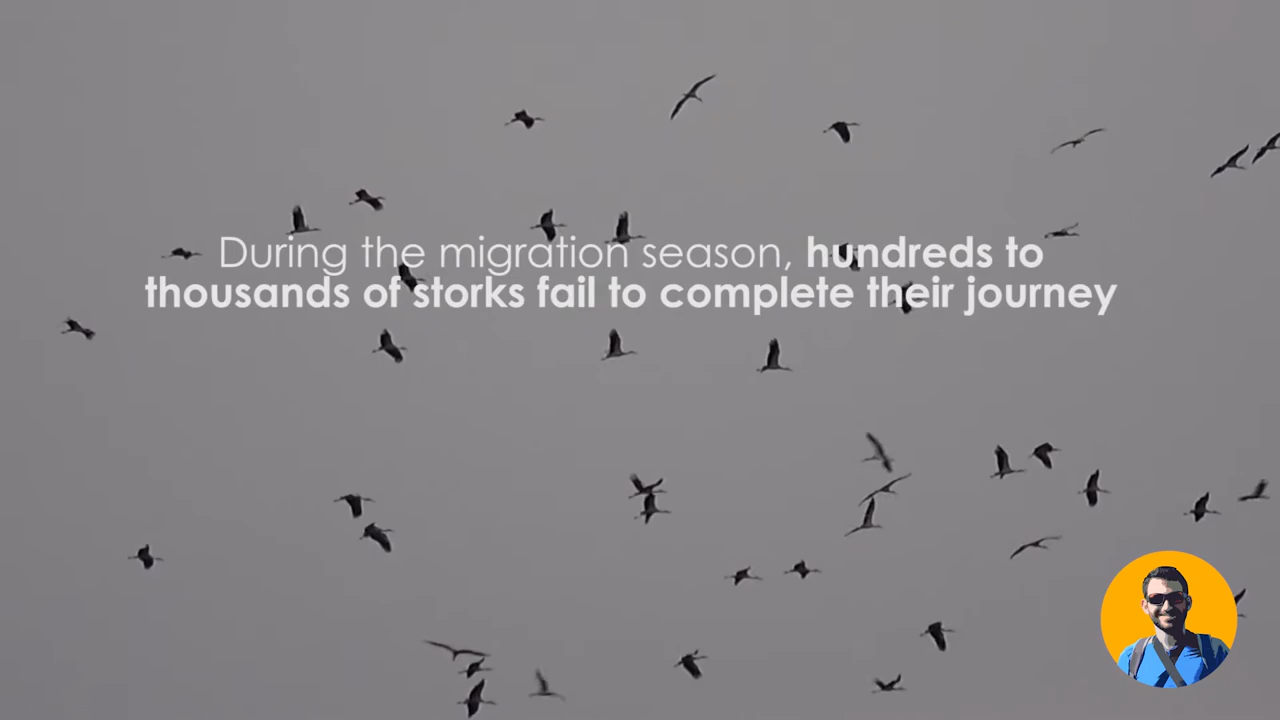 During the migration season, hundreds to
thousands of storks fail to complete their journey